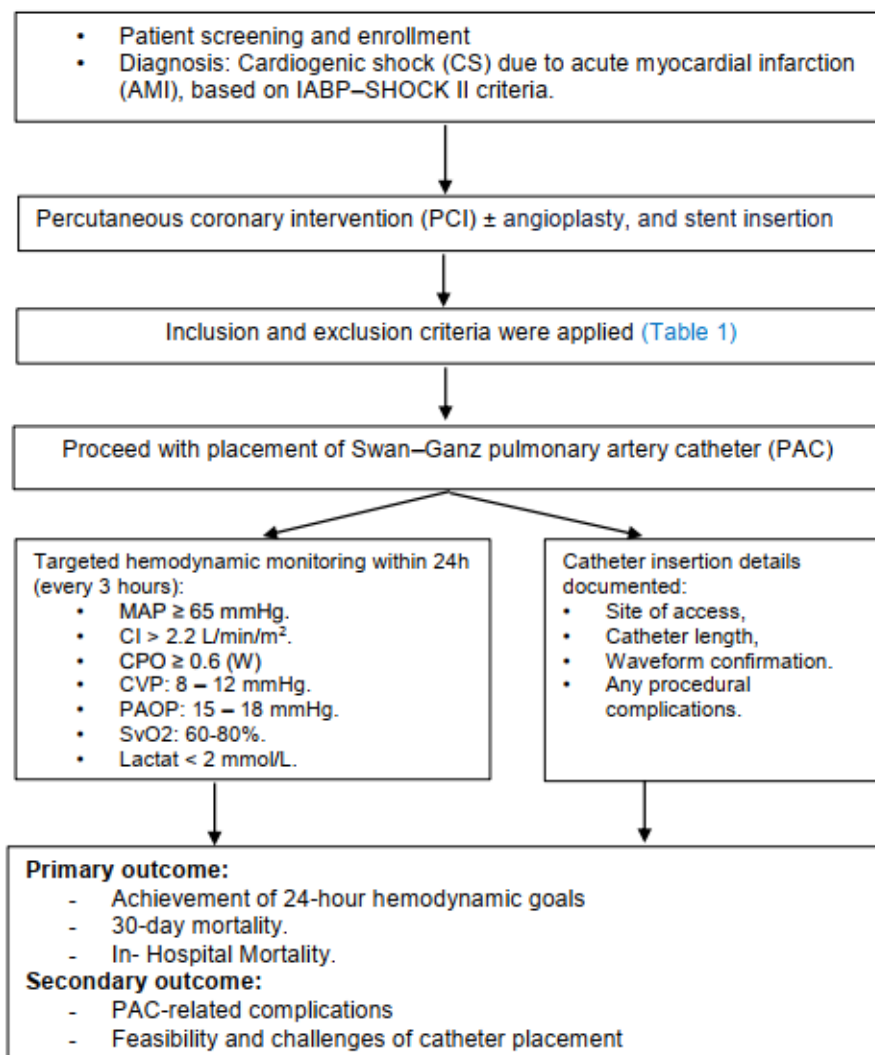 • Patient screening and enrollment
• Diagnosis: Cardiogenic shock (CS) due to acute myocardial infarction
(AMI), based on IABP–SHOCK II criteria.
Percutaneous coronary intervention (PCI) ± angioplasty, and stent insertion
Inclusion and exclusion criteria were applied (Table 1)
Proceed with placement of Swan–Ganz pulmonary artery catheter (PAC)
Targeted hemodynamic monitoring within 24h
(every 3 hours):
• MAP ≥ 65 mmHg.
• CI > 2.2 L/min/m².
• CPO ≥ 0.6 (W)
• CVP: 8 – 12 mmHg.
• PAOP: 15 – 18 mmHg.
• SvO2: 60-80%.
• Lactat < 2 mmol/L.
Catheter insertion details
documented:
• Site of access,
• Catheter length,
• Waveform confirmation.
• Any procedural
complications.
Primary outcome:
- Achievement of 24-hour hemodynamic goals
- 30-day mortality.
- In- Hospital Mortality.
Secondary outcome:
- PAC-related complications
- Feasibility and challenges of catheter placement